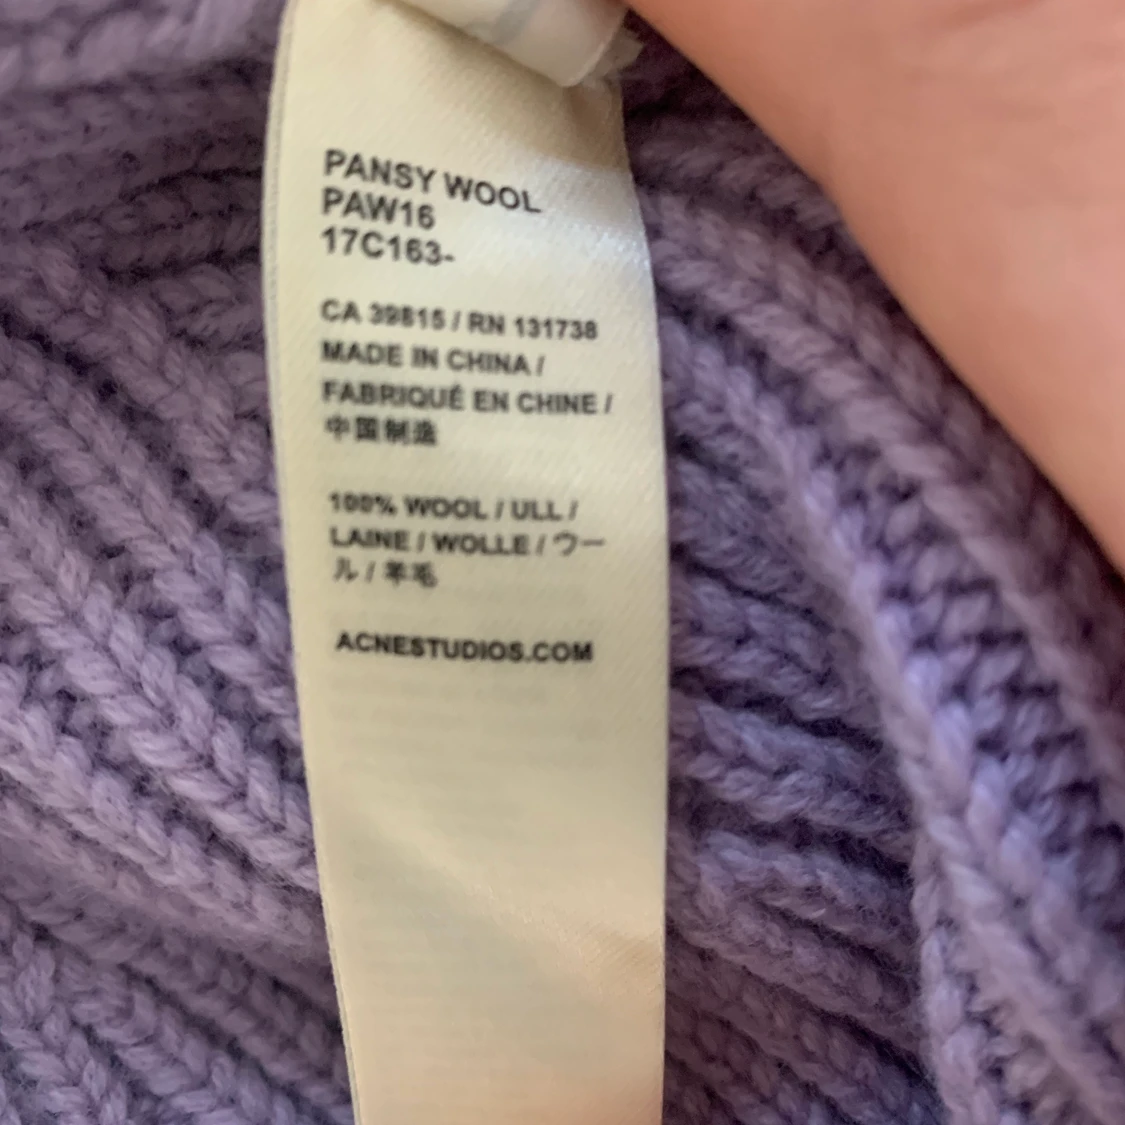 PANSY WOOL
PAW16
17C163-
CA 39815 / RN 131738
MADE IN CHINA /
FABRIQUÉ EN CHINE /
中国制造
100% WOOL / ULL /
LAINE / WOLLE / ウー
ル / 羊毛
ACNESTUDIOS.COM